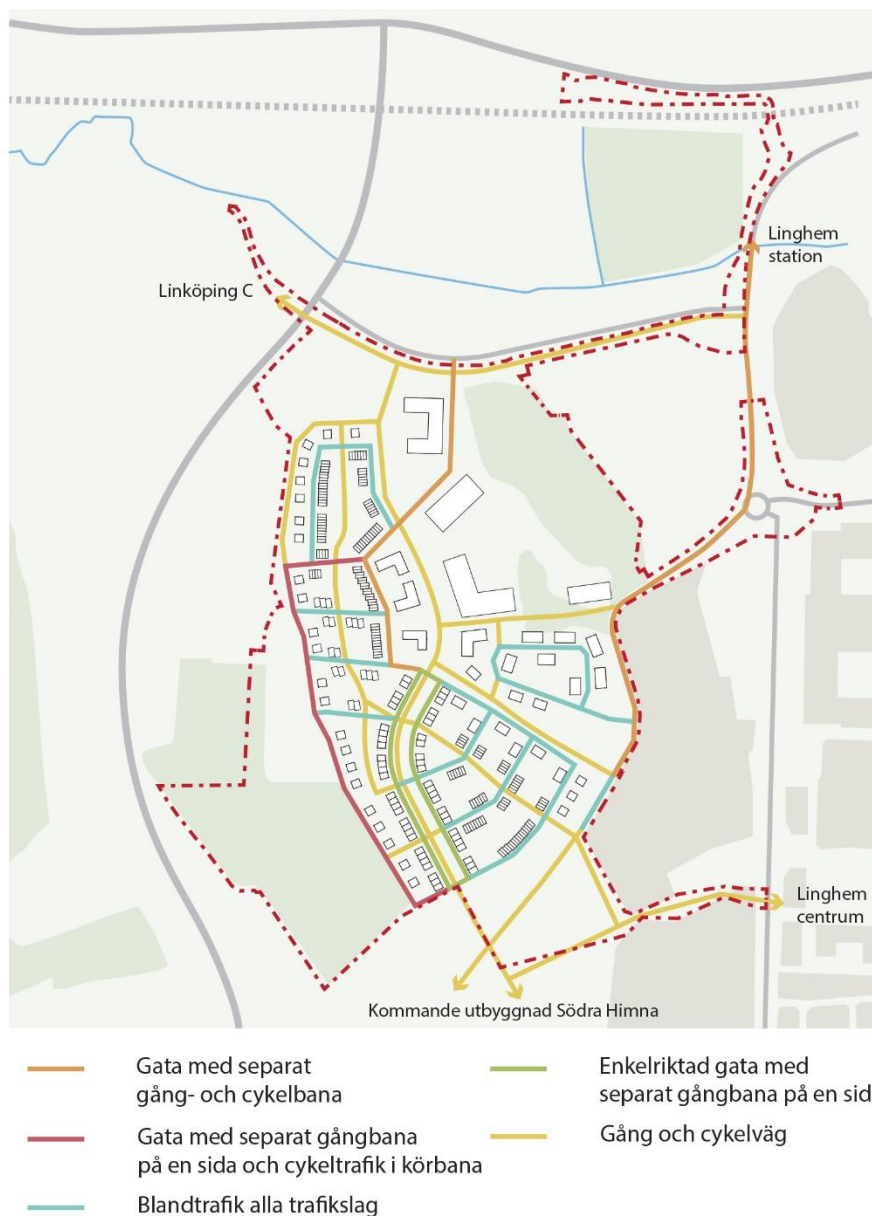 Linghem
station
Linköping C
Linghem
centrum
Kommande utbyggnad Södra Himna
Gata med separat
gång- och cykelbana
Gata med separat gångbana
på en sida och cykeltrafik i körbana
Blandtrafik alla trafikslag
Enkelriktad gata med
separat gångbana på en sid
Gång och cykelväg